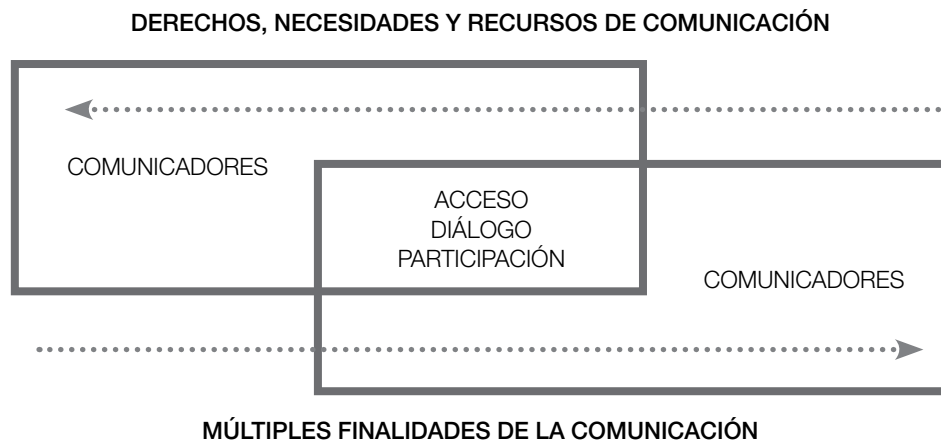 DERECHOS, NECESIDADES Y RECURSOS DE COMUNICACIÓN
COMUNICADORES
ACCESO
DIÁLOGO
PARTICIPACIÓN
COMUNICADORES
MÚLTIPLES FINALIDADES DE LA COMUNICACIÓN